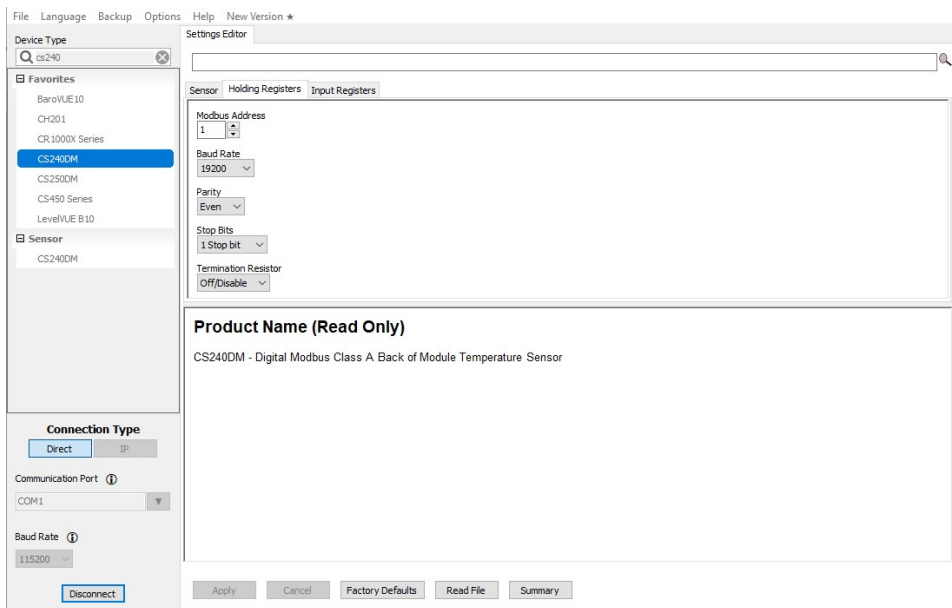 File Language Backup Options Help New Version ★
Device Type
cs240
Favorites
BaroVUE10
CH201
CR1000X Series
CS240DM
CS250DM
CS450 Series
LevelVUE B10
Sensor
CS240DM
Connection Type
Direct IP
Communication Port
COM1
Baud Rate
115200
Disconnect
Settings Editor
Sensor Holding Registers Input Registers
Modbus Address
1
Baud Rate
19200
Parity
Even
Stop Bits
1 Stop bit
Termination Resistor
Off/Disable
Product Name (Read Only)
CS240DM - Digital Modbus Class A Back of Module Temperature Sensor
Apply Cancel Factory Defaults Read File Summary